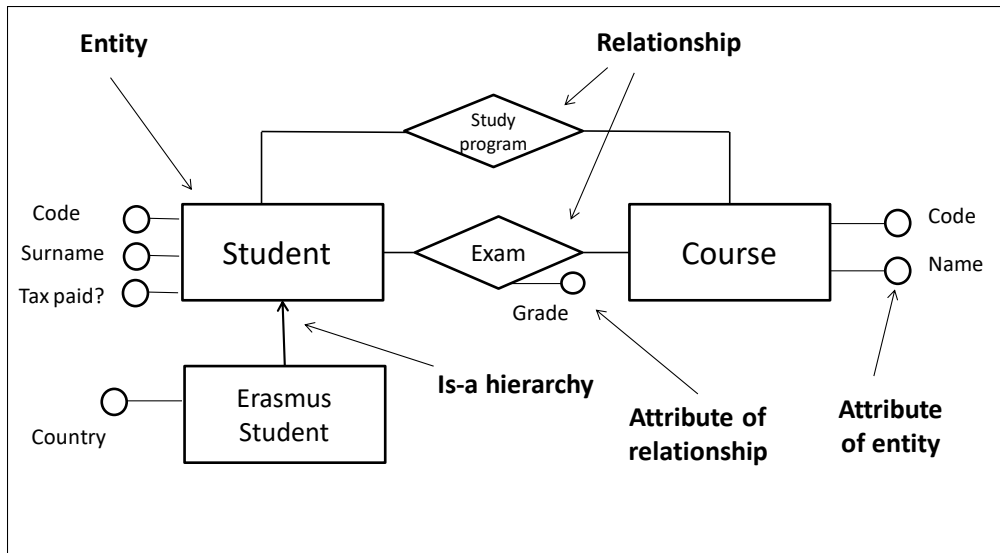 Entity
Relationship
Study
program
Code
Surname
Tax paid?
Student
Exam
Grade
Course
Code
Name
Is-a hierarchy
Erasmus
Student
Country
Attribute of
relationship
Attribute
of entity